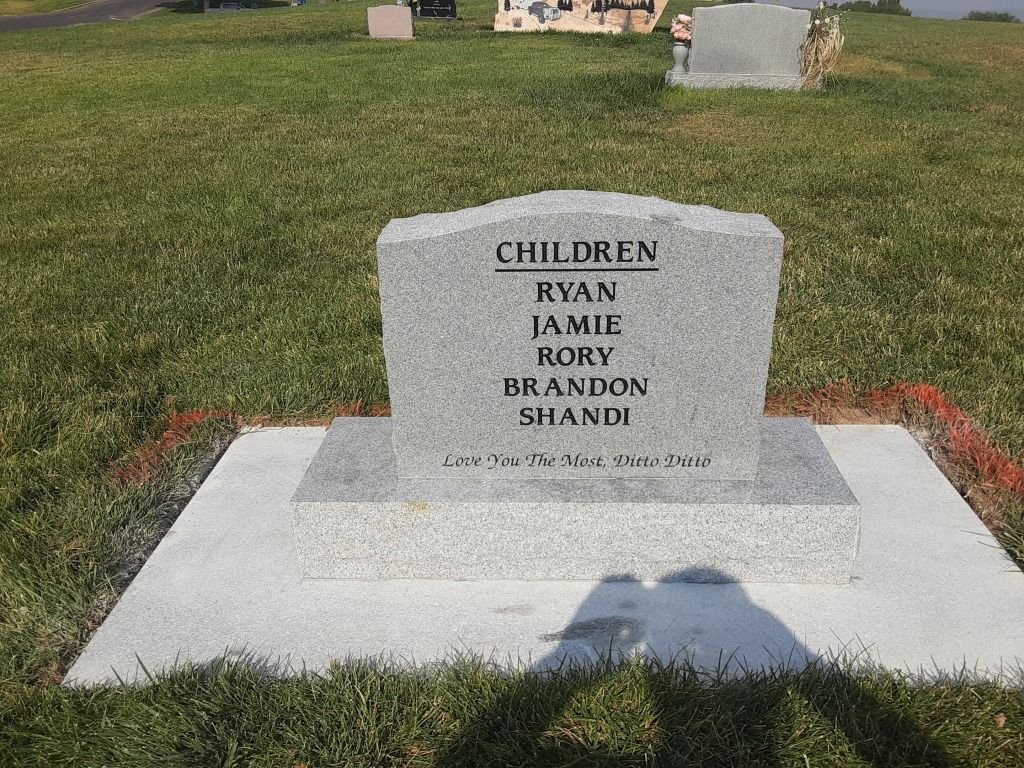 CHILDREN
RYAN
JAMIE
RORY
BRANDON
SHANDI
Love You The Most, Ditto Ditto